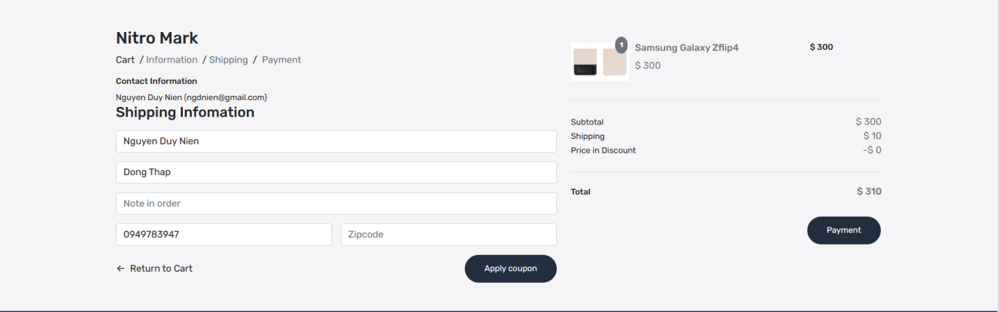 Nitro Mark
Cart / Information / Shipping / Payment
Contact Information
Nguyen Duy Nien (ngdnien@gmail.com)
Shipping Infomation
Nguyen Duy Nien
Dong Thap
Note in order
0949783947 Zipcode
← Return to Cart Apply coupon
1
Samsung Galaxy Zflip4 $ 300
$ 300
Subtotal $ 300
Shipping $ 10
Price in Discount -$ 0
Total $ 310
Payment